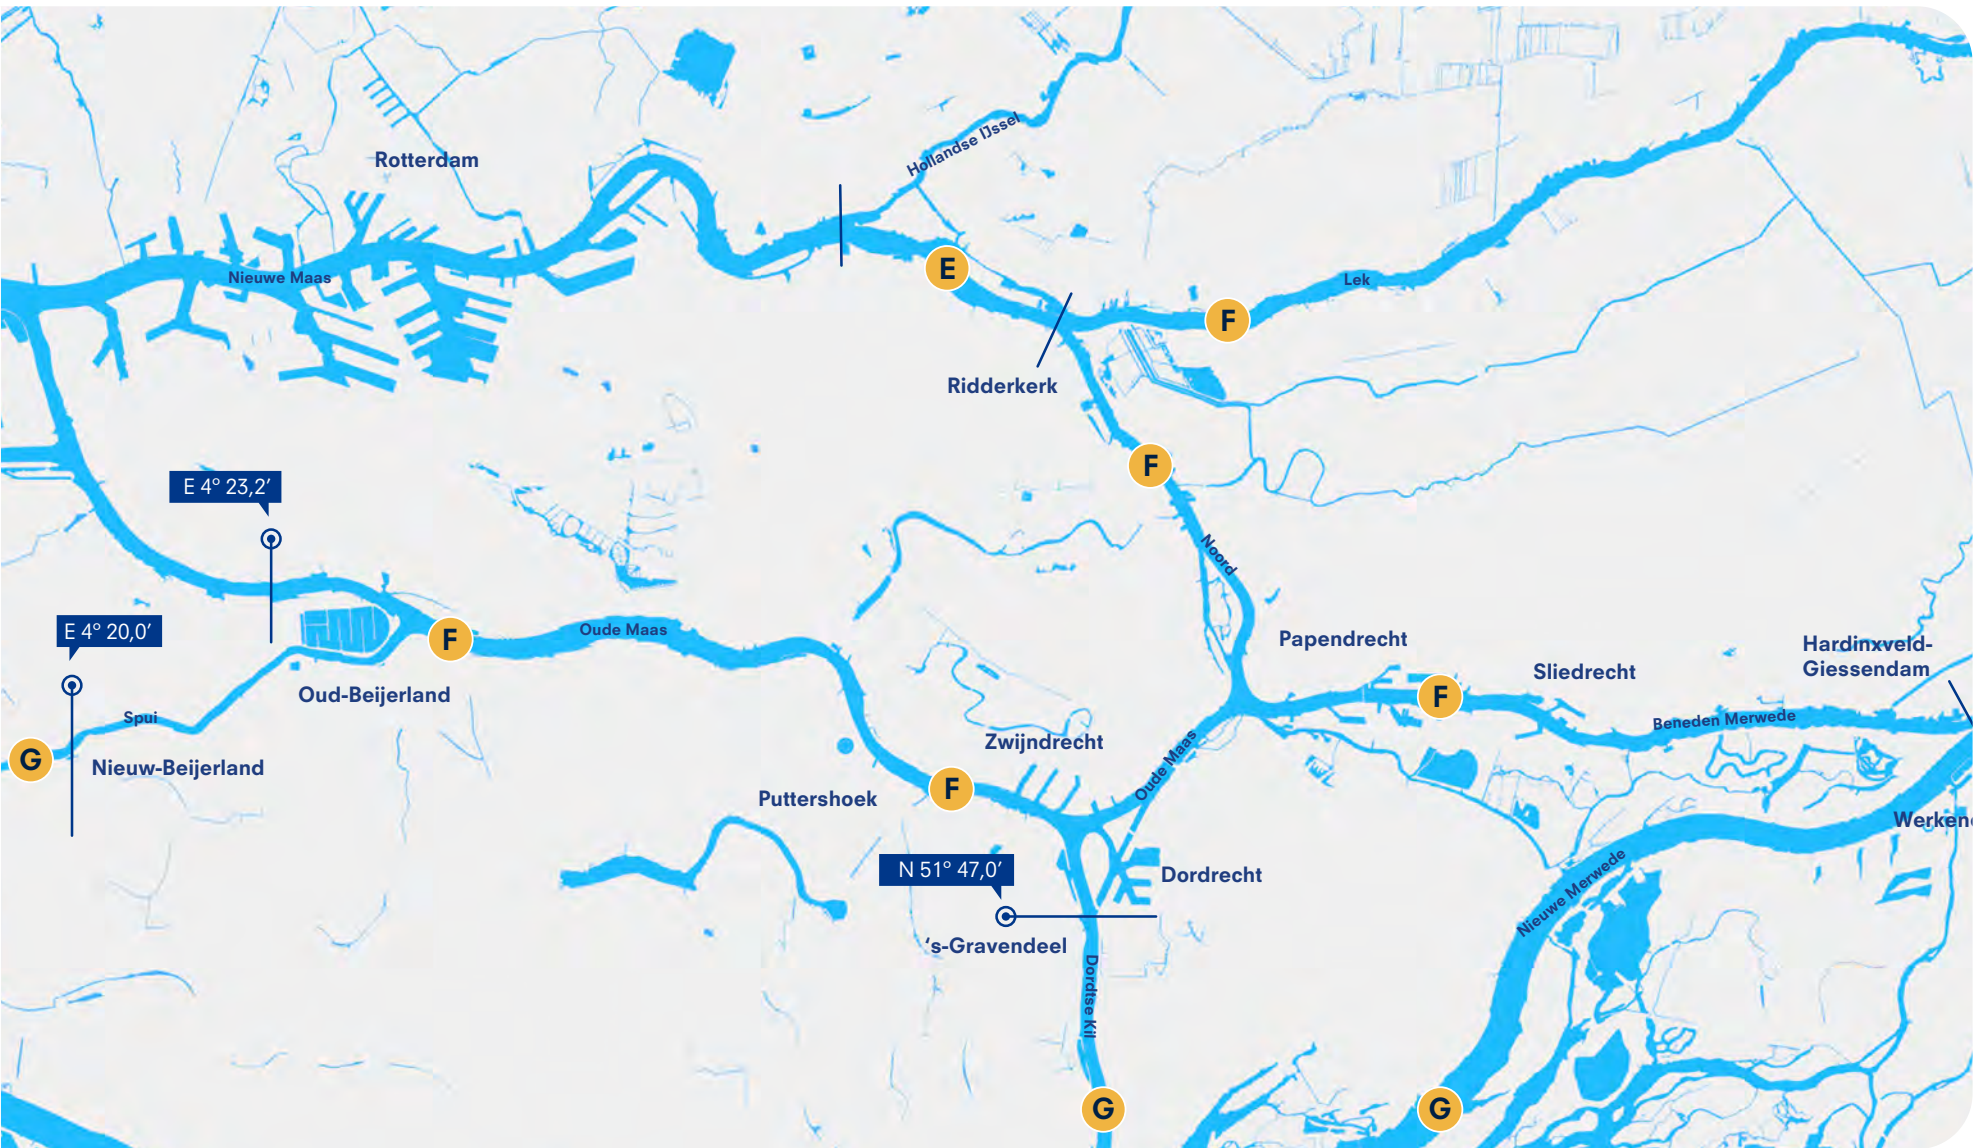 Hollandse IJssel
Rotterdam
Nieuwe Maas
E
Lek
F
Ridderkerk
F
E 4° 23,2’
Noord
E 4° 20,0’
F
Oude Maas
Papendrecht
Hardinxveld-
Giessendam
Sliedrecht
Oud-Beijerland
F
Spui
Beneden Merwede
Zwijndrecht
Oude Maas
G
Nieuw-Beijerland
Puttershoek
F
Werken
N 51° 47,0’
Dordrecht
Nieuwe Merwede
‘s-Gravendeel
Dordtse Kil
G
G